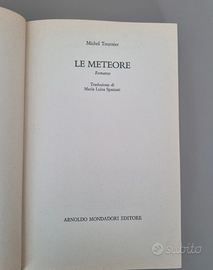 Michel Tournier
LE METEORE
Romanzo
Traduzione di
Maria Luisa Spaziani
ARNOLDO MONDADORI EDITORE
subito